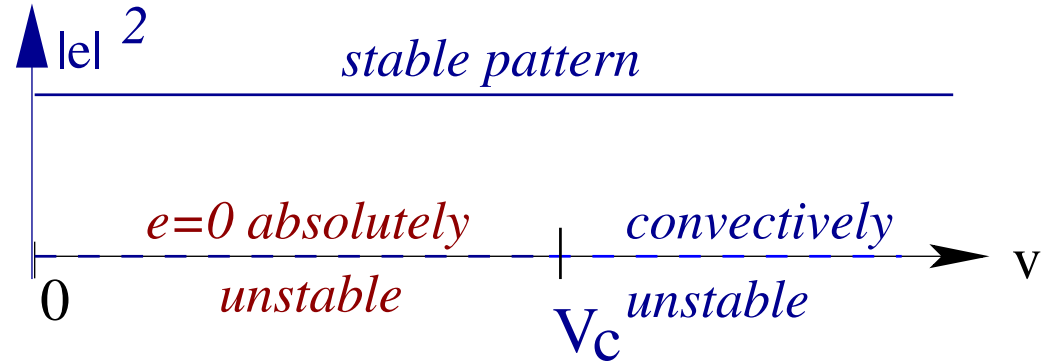 |e| 2
stable pattern
e=0 absolutely
unstable
convectively
unstable
0
Vc
v